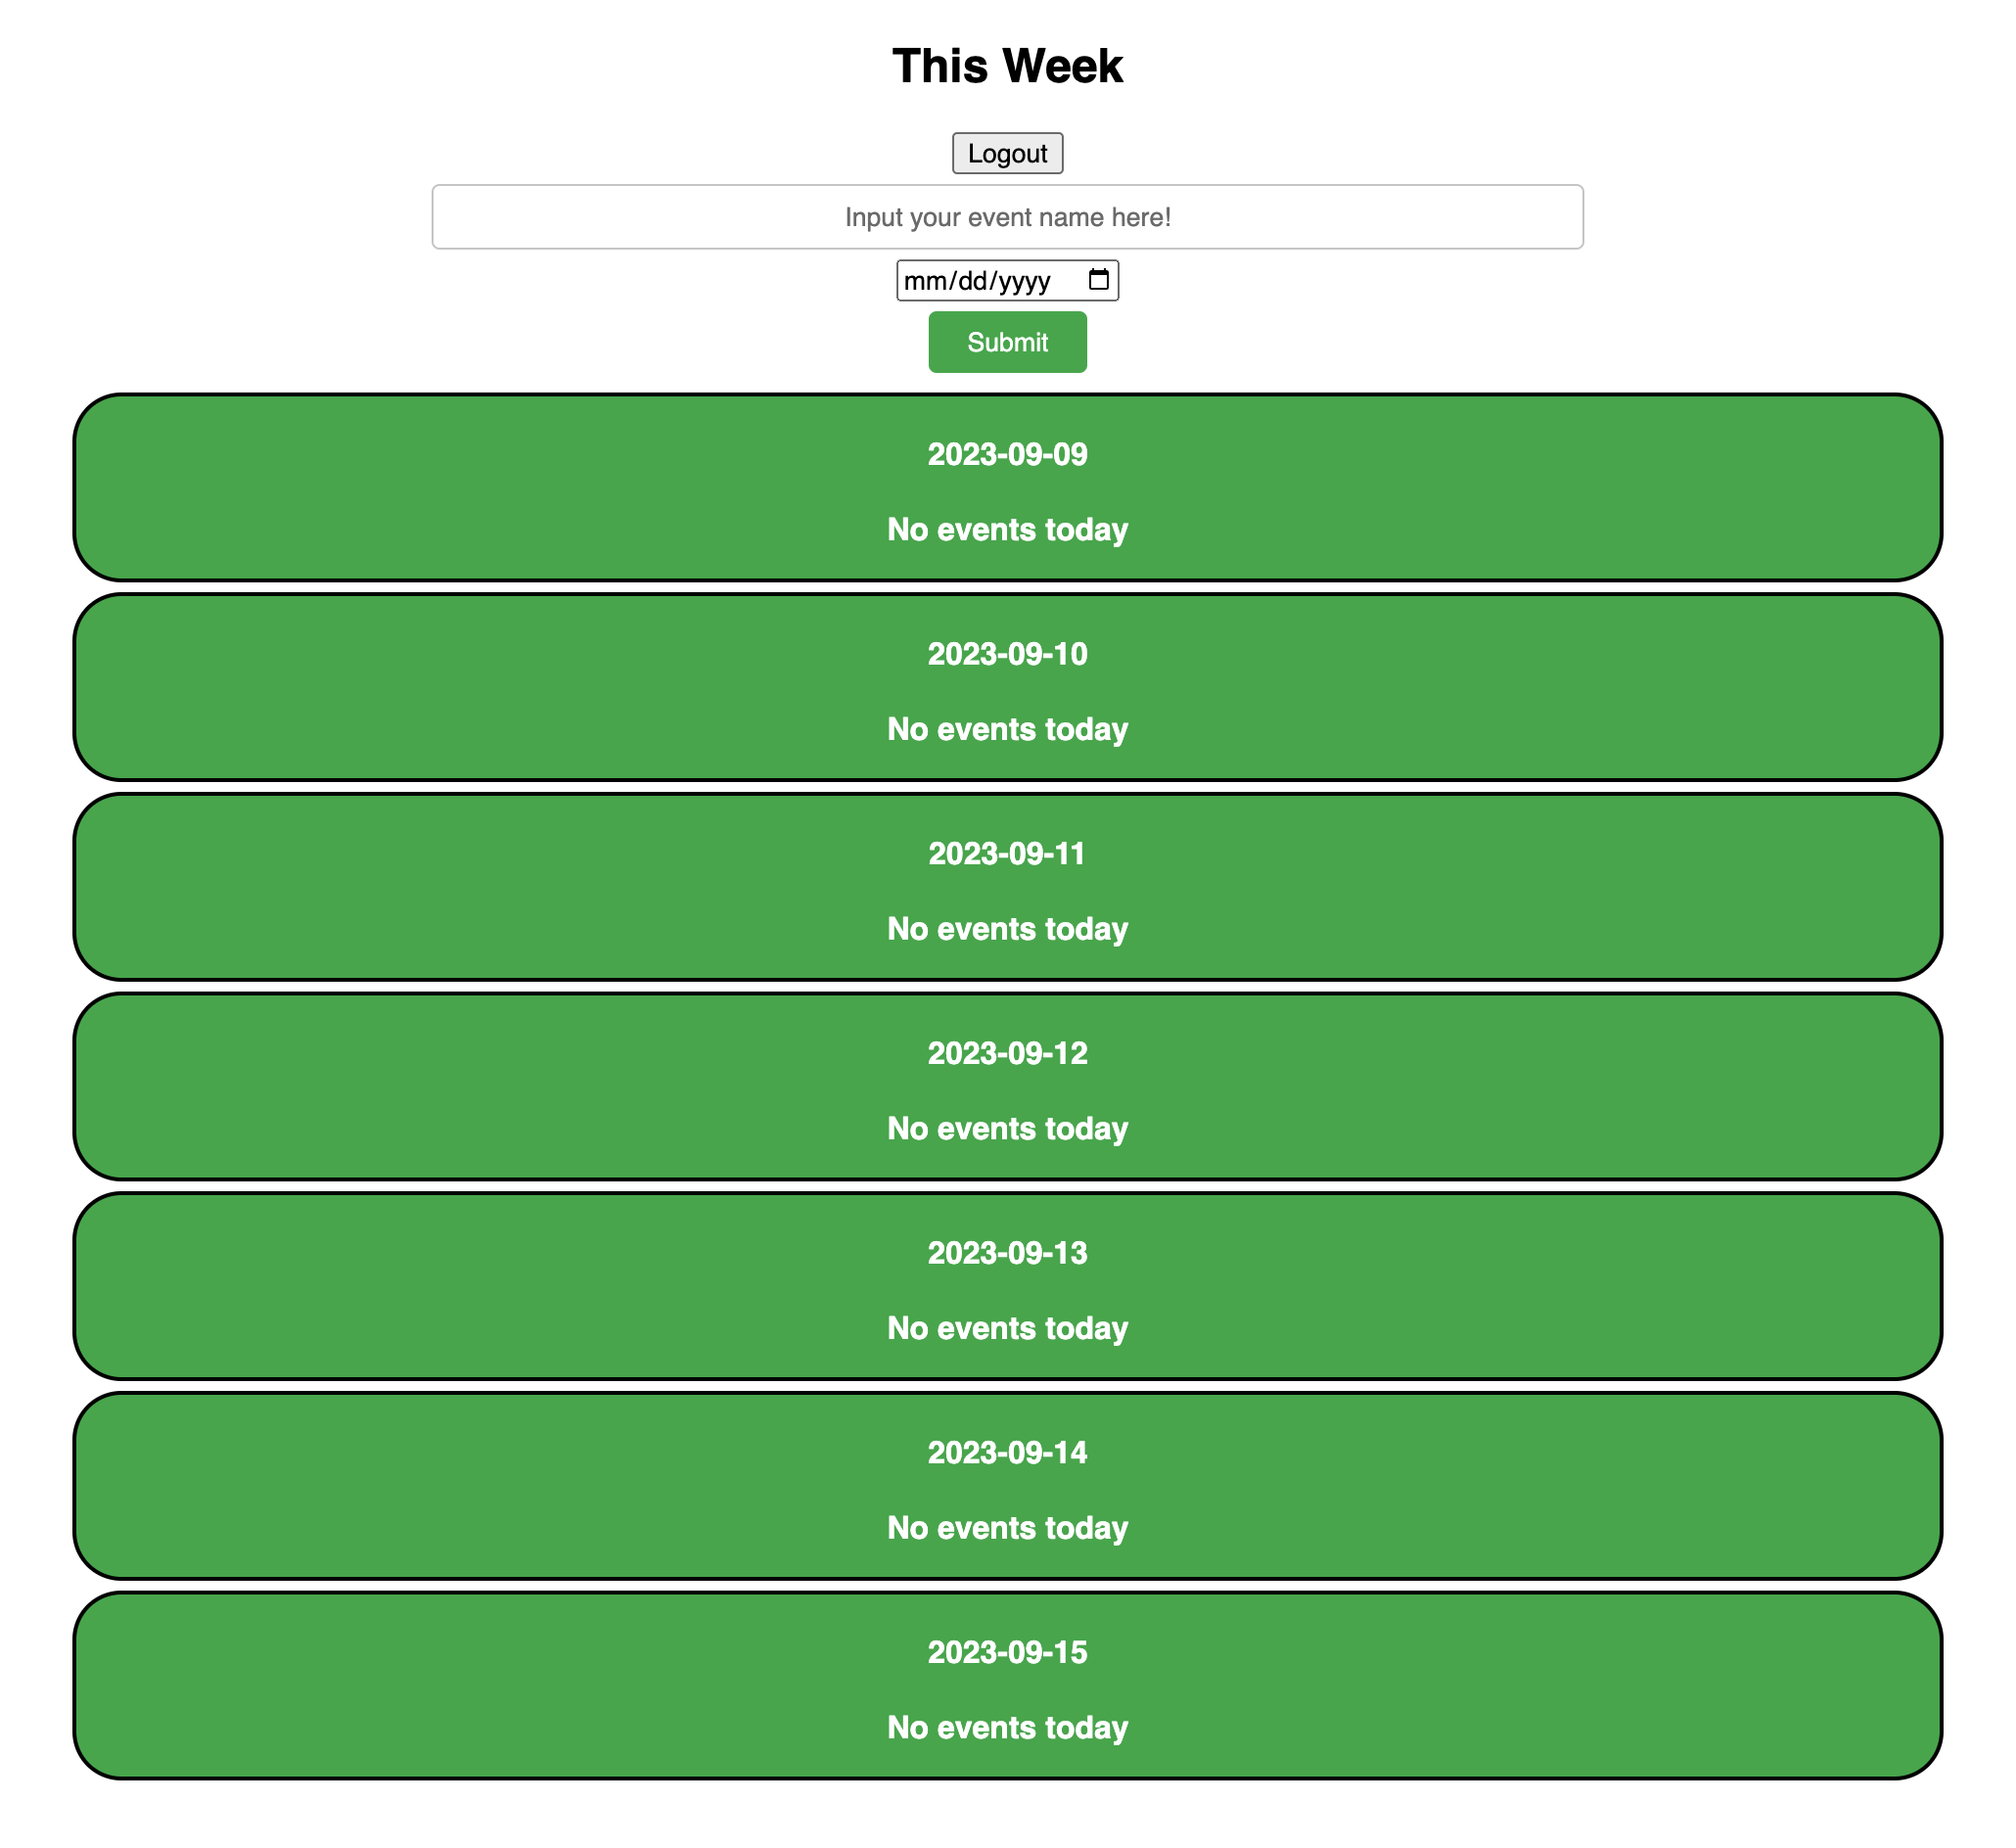 This Week
Logout
Input your event name here!
mm/dd/yyyy
Submit
2023-09-09
No events today
2023-09-10
No events today
2023-09-11
No events today
2023-09-12
No events today
2023-09-13
No events today
2023-09-14
No events today
2023-09-15
No events today